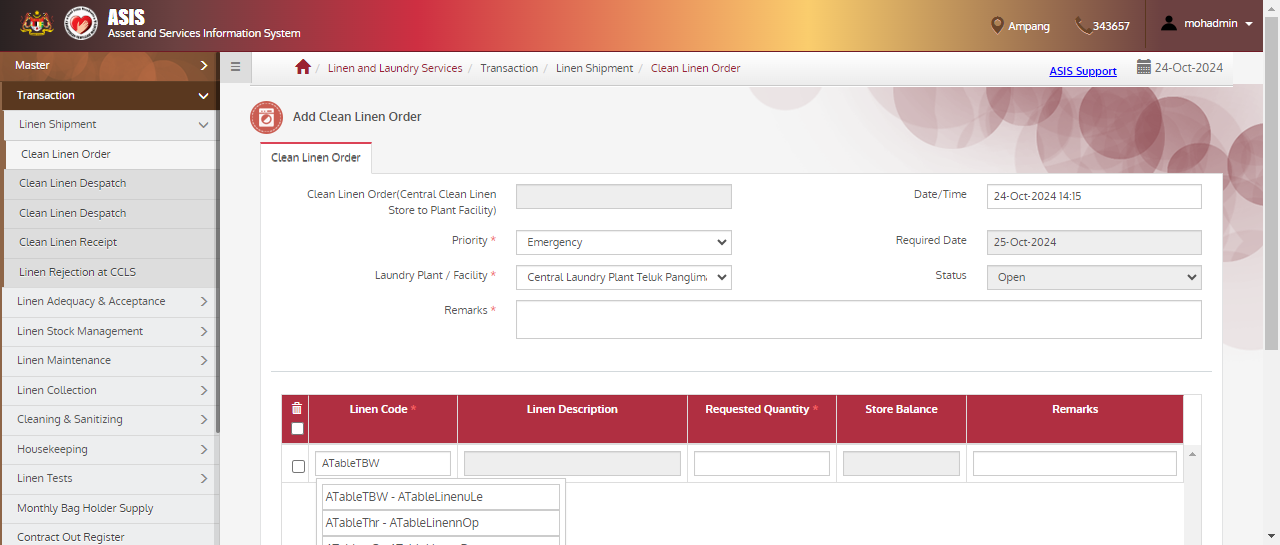 ASIS
Asset and Services Information System
Ampang
343657
mohadmin
Master
Linen and Laundry Services / Transaction / Linen Shipment / Clean Linen Order
ASIS Support
24-Oct-2024
Transaction
Linen Shipment
Clean Linen Order
Clean Linen Despatch
Clean Linen Despatch
Clean Linen Receipt
Linen Rejection at CCLS
Linen Adequacy & Acceptance
Linen Stock Management
Linen Maintenance
Linen Collection
Cleaning & Sanitizing
Housekeeping
Linen Tests
Monthly Bag Holder Supply
Contract Out Register
Add Clean Linen Order
Clean Linen Order
Clean Linen Order(Central Clean Linen
Store to Plant Facility)
Date/Time
24-Oct-2024 14:15
Priority *
Emergency
Required Date
25-Oct-2024
Laundry Plant / Facility *
Central Laundry Plant Teluk Panglima
Status
Open
Remarks *
Linen Code * Linen Description Requested Quantity * Store Balance Remarks
ATableTBW
ATableTBW - ATableLinenuLe
ATableThr - ATableLinennOp